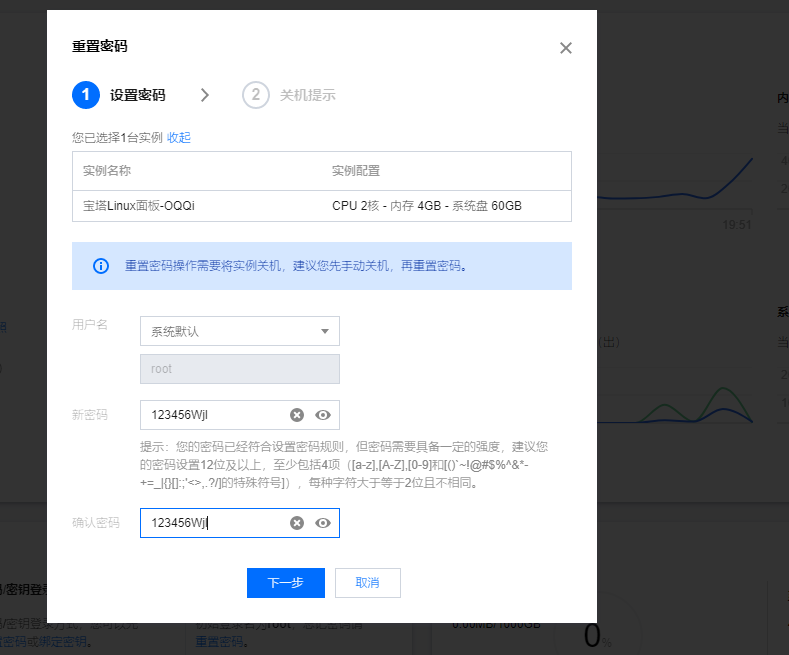 重置密码
1 设置密码
2 关机提示
您已选择1台实例 收起
实例名称 实例配置
宝塔Linux面板-OQQi CPU 2核 - 内存 4GB - 系统盘 60GB
重置密码操作需要将实例关机，建议您先手动关机，再重置密码。
用户名 系统默认
root
新密码 123456Wjl
提示：您的密码已经符合设置密码规则，但密码需要具备一定的强度，建议您
的密码设置12位及以上，至少包括4项（[a-z],[A-Z],[0-9]和[()`~!@#$%^&*-
+=_|{}[]:;'<>,.?/]的特殊符号]），每种字符大于等于2位且不相同。
确认密码 123456Wjl
下一步 取消
内
当
19:51
系
（出）
当
重置密码。
0%